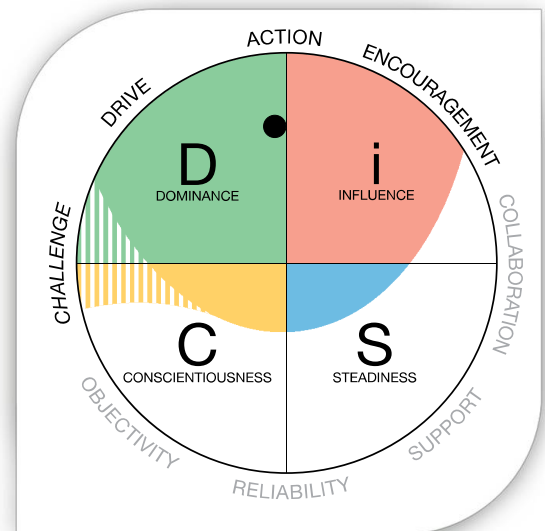 ACTION
DRIVE
ENCOURAGEMENT
D
DOMINANCE
i
INFLUENCE
CHALLENGE
COLLABORATION
C
CONSCIENTIOUSNESS
S
STEADINESS
OBJECTIVITY
SUPPORT
RELIABILITY